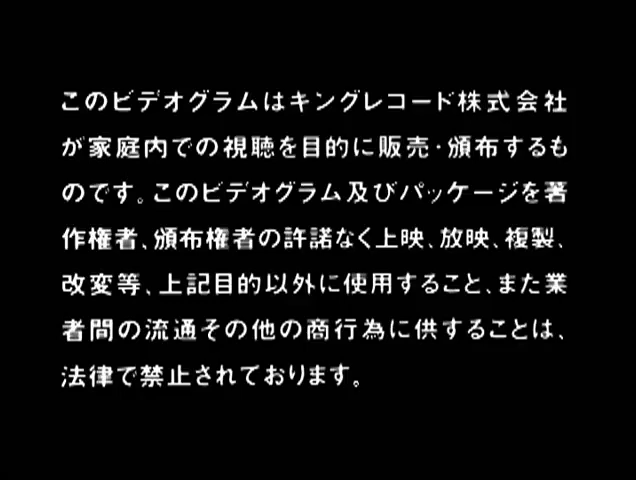 このビデオグラムはキングレコード株式会社
が家庭内での視聴を目的に販売・頒布するも
のです。このビデオグラム及びパッケージを著
作権者、頒布権者の許諾なく上映、放映、複製、
改変等、上記目的以外に使用すること、また業
者間の流通その他の商行為に供することは、
法律で禁止されております。